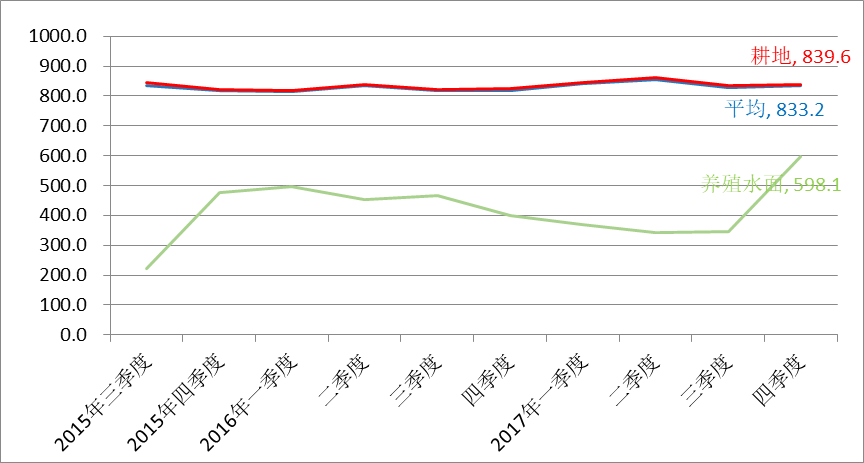 1000.0
900.0
800.0
700.0
600.0
500.0
400.0
300.0
200.0
100.0
0.0
耕地, 839.6
平均, 833.2
养殖水面, 598.1
2015年三季度
2015年四季度
2016年一季度
二季度
三季度
四季度
2017年一季度
二季度
三季度
四季度